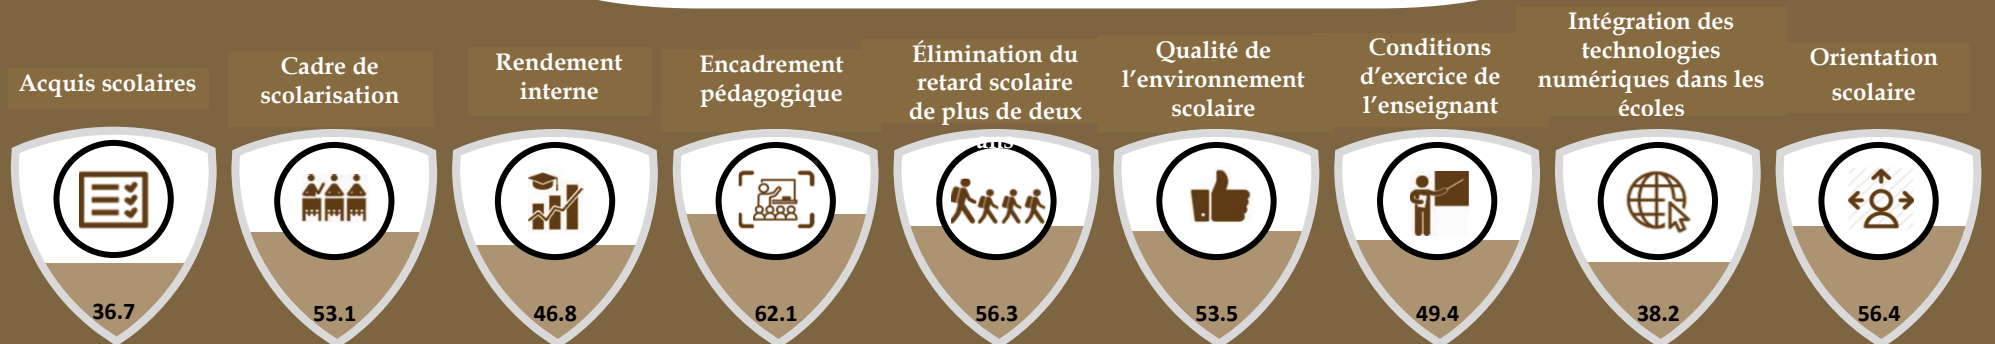 Acquis scolaires
Cadre de
scolarisation
Rendement
interne
Encadrement
pédagogique
Élimination du
retard scolaire
de plus de deux
ans
Qualité de
l’environnement
scolaire
Conditions
d’exercice de
l’enseignant
Intégration des
technologies
numériques dans les
écoles
Orientation
scolaire
36.7
53.1
46.8
62.1
56.3
53.5
49.4
38.2
56.4